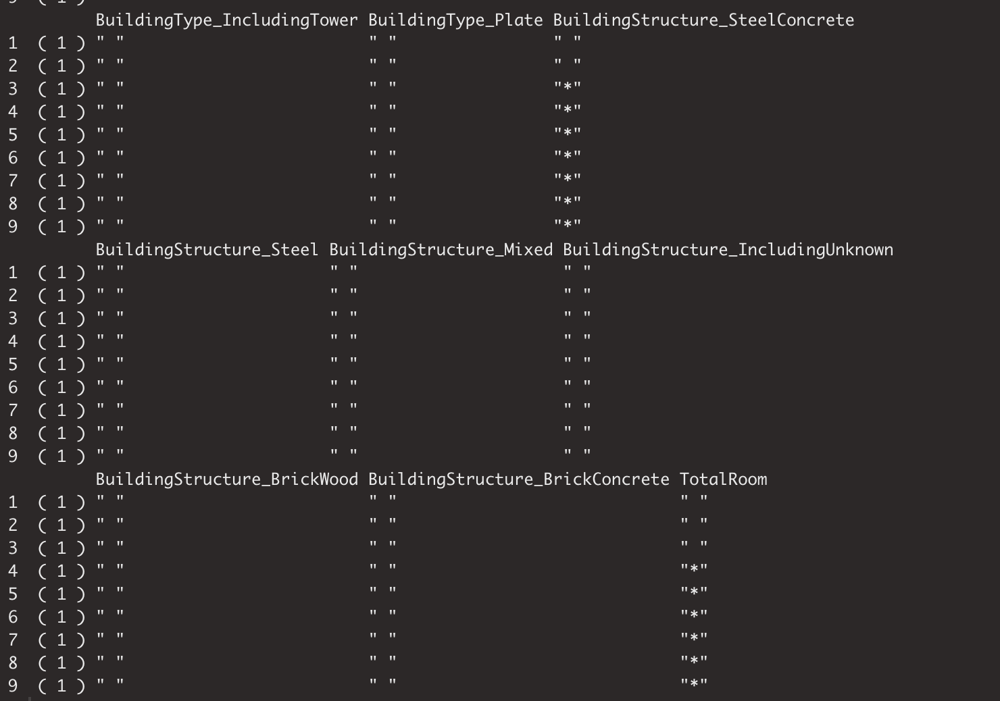 BuildingType_IncludingTower BuildingType_Plate BuildingStructure_SteelConcrete
1  ( 1 ) " "                         " "                " "
2  ( 1 ) " "                         " "                " "
3  ( 1 ) " "                         " "                "*"
4  ( 1 ) " "                         " "                "*"
5  ( 1 ) " "                         " "                "*"
6  ( 1 ) " "                         " "                "*"
7  ( 1 ) " "                         " "                "*"
8  ( 1 ) " "                         " "                "*"
9  ( 1 ) " "                         " "                "*"
        BuildingStructure_Steel BuildingStructure_Mixed BuildingStructure_IncludingUnknown
1  ( 1 ) " "                     " "                     " "
2  ( 1 ) " "                     " "                     " "
3  ( 1 ) " "                     " "                     " "
4  ( 1 ) " "                     " "                     " "
5  ( 1 ) " "                     " "                     " "
6  ( 1 ) " "                     " "                     " "
7  ( 1 ) " "                     " "                     " "
8  ( 1 ) " "                     " "                     " "
9  ( 1 ) " "                     " "                     " "
        BuildingStructure_BrickWood BuildingStructure_BrickConcrete TotalRoom
1  ( 1 ) " "                         " "                             " "
2  ( 1 ) " "                         " "                             " "
3  ( 1 ) " "                         " "                             " "
4  ( 1 ) " "                         " "                             "*"
5  ( 1 ) " "                         " "                             "*"
6  ( 1 ) " "                         " "                             "*"
7  ( 1 ) " "                         " "                             "*"
8  ( 1 ) " "                         " "                             "*"
9  ( 1 ) " "                         " "                             "*"